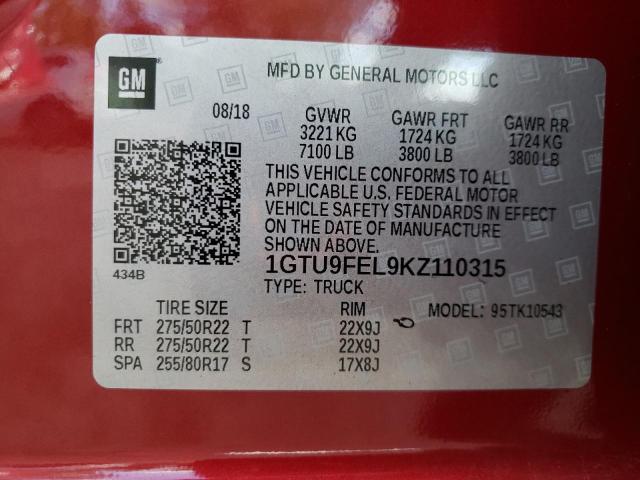 GM
MFD BY GENERAL MOTORS LLC
08/18 GVWR GAWR FRT GAWR RR
3221 KG 1724 KG 1724 KG
7100 LB 3800 LB 3800 LB
THIS VEHICLE CONFORMS TO ALL
APPLICABLE U.S. FEDERAL MOTOR
VEHICLE SAFETY STANDARDS IN EFFECT
ON THE DATE OF MANUFACTURE
SHOWN ABOVE.
434B 1GTU9FEL9KZ110315
TYPE: TRUCK
TIRE SIZE RIM MODEL: 95TK10543
FRT 275/50R22 T 22X9J
RR 275/50R22 T 22X9J
SPA 255/80R17 S 17X8J